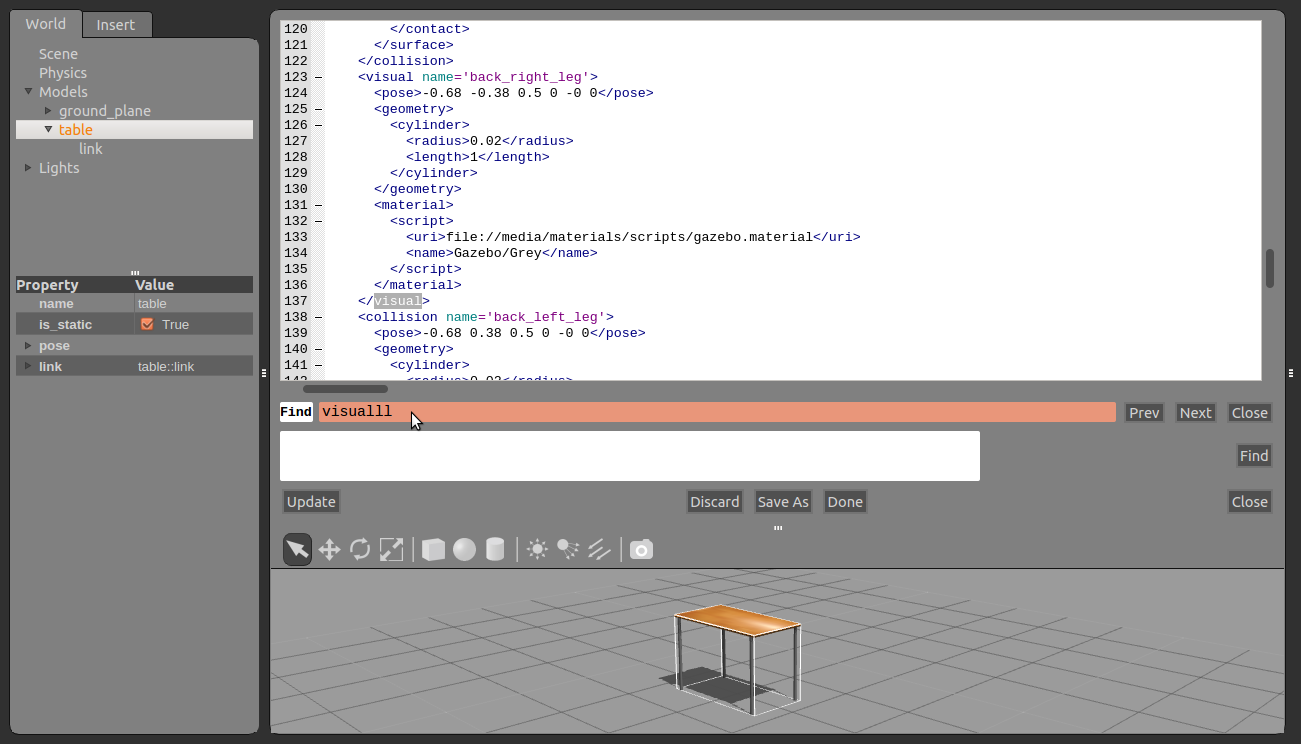 World
Insert
Scene
Physics
Models
ground_plane
table
link
Lights
Property Value
name table
is_static True
pose
link table::link
120 </contact>
121 </surface>
122 </collision>
123 – <visual name='back_right_leg'>
124 <pose>-0.68 -0.38 0.5 0 -0 0</pose>
125 – <geometry>
126 – <cylinder>
127 <radius>0.02</radius>
128 <length>1</length>
129 </cylinder>
130 </geometry>
131 – <material>
132 – <script>
133 <uri>file://media/materials/scripts/gazebo.material</uri>
134 <name>Gazebo/Grey</name>
135 </script>
136 </material>
137 </visual>
138 – <collision name='back_left_leg'>
139 <pose>-0.68 0.38 0.5 0 -0 0</pose>
140 – <geometry>
141 – <cylinder>
142 <radius>0.02</radius>
Find visualll Prev Next Close
Find
Update Discard Save As Done Close